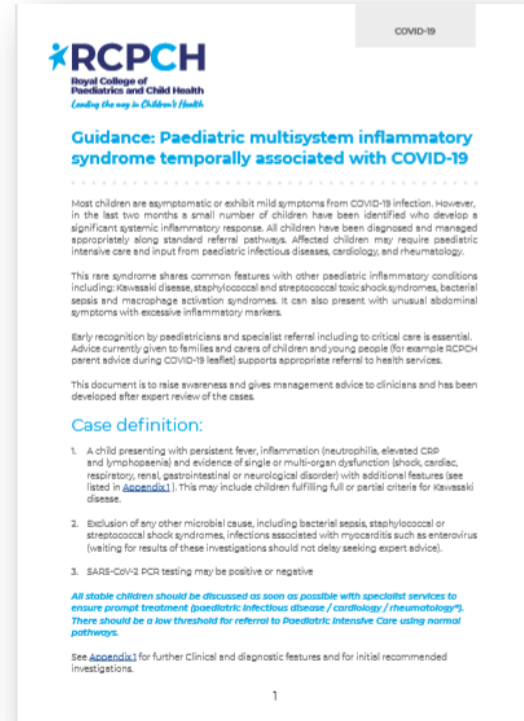 COVID-19
RCPCH
Royal College of
Paediatrics and Child Health
Leading the way in Children's Health
Guidance: Paediatric multisystem inflammatory
syndrome temporally associated with COVID-19
Most children are asymptomatic or exhibit mild symptoms from COVID-19 infection. However,
in the last two months a small number of children have been identified who develop a
significant systemic inflammatory response. All children have been diagnosed and managed
appropriately along standard referral pathways. Affected children may require paediatric
intensive care and input from paediatric infectious diseases, cardiology, and rheumatology.
This rare syndrome shares common features with other paediatric inflammatory conditions
including: Kawasaki disease, staphylococcal and streptococcal toxic shock syndromes, bacterial
sepsis and macrophage activation syndromes. It can also present with unusual abdominal
symptoms with excessive inflammatory markers.
Early recognition by paediatricians and specialist referral including to critical care is essential.
Advice currently given to families and carers of children and young people (for example RCPCH
parent advice during COVID-19 leaflet) supports appropriate referral to health services.
This document is to raise awareness and gives management advice to clinicians and has been
developed after expert review of the cases.
Case definition:
1. A child presenting with persistent fever, inflammation (neutrophilia, elevated CRP
and lymphopaenia) and evidence of single or multi-organ dysfunction (shock, cardiac,
respiratory, renal, gastrointestinal or neurological disorder) with additional features (see
listed in Appendix 1 ). This may include children fulfilling full or partial criteria for Kawasaki
disease.
2. Exclusion of any other microbial cause, including bacterial sepsis, staphylococcal or
streptococcal shock syndromes, infections associated with myocarditis such as enterovirus
(waiting for results of these investigations should not delay seeking expert advice).
3. SARS-CoV-2 PCR testing may be positive or negative
All stable children should be discussed as soon as possible with specialist services to
ensure prompt treatment (paediatric infectious disease / cardiology / rheumatology*).
There should be a low threshold for referral to Paediatric Intensive Care using normal
pathways.
See Appendix 1 for further Clinical and diagnostic features and for initial recommended
investigations.
1